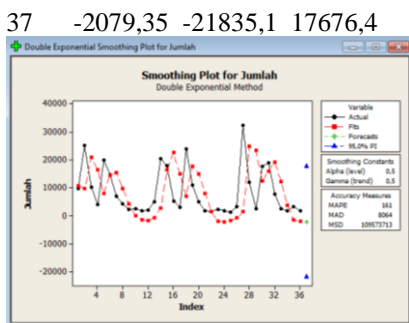 37 -2079,35 -21835,1 17676,4
Double Exponential Smoothing Plot for Jumlah
Smoothing Plot for Jumlah
Double Exponential Method
40000
30000
20000
10000
0
-10000
-20000
Jumlah
4 8 12 16 20 24 28 32 36
Index
Variable
Actual
Fits
Forecasts
95,0% PI
Smoothing Constants
Alpha (level) 0,5
Gamma (trend) 0,5
Accuracy Measures
MAPE 161
MAD 8064
MSD 109573713